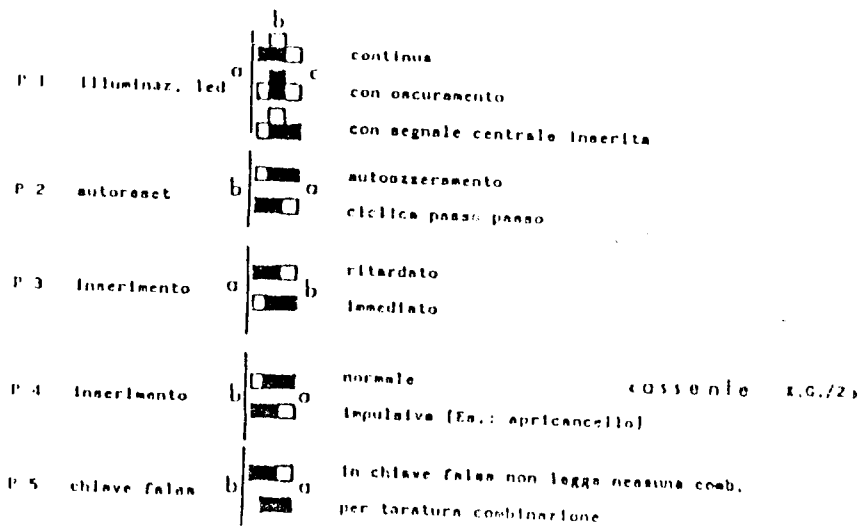 b
continua
P 1 illuminaz. led a c con oscuramento
con segnale centrale inserita
autoazzeramento
P 2 autoreset b a
ciclica passo passo
ritardato
P 3 inserimento a b
immediato
normale
P 4 inserimento b a
impulsiva (Es.: apricancello)
in chiave falsa non legge nessuna comb.
P 5 chiave falsa b a
per taratura combinazione